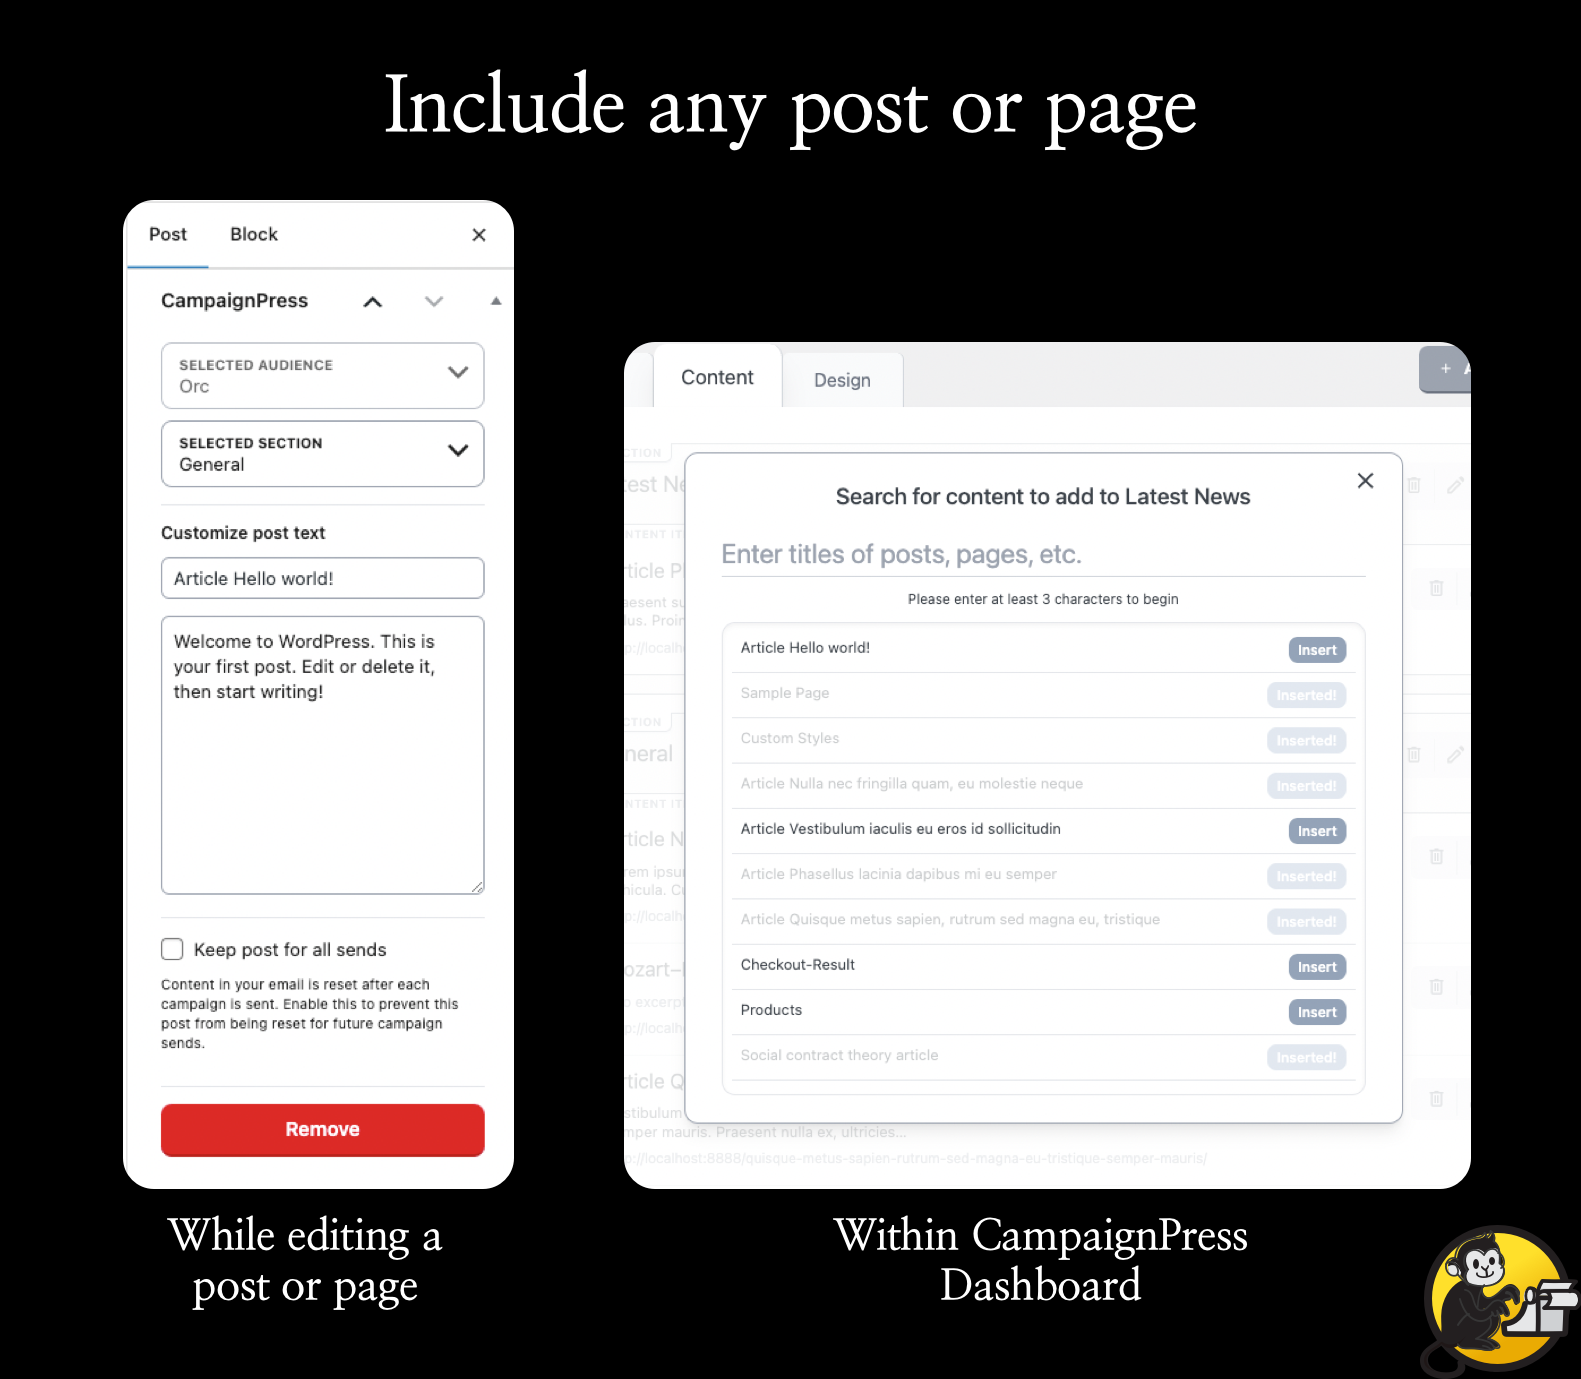 Include any post or page
Post
Block
CampaignPress
SELECTED AUDIENCE
Orc
SELECTED SECTION
General
Customize post text
Article Hello world!
Welcome to WordPress. This is
your first post. Edit or delete it,
then start writing!
Keep post for all sends
Content in your email is reset after each
campaign is sent. Enable this to prevent this
post from being reset for future campaign
sends.
Remove
While editing a
post or page
Content
Design
+
Search for content to add to Latest News
Enter titles of posts, pages, etc.
Please enter at least 3 characters to begin
Article Hello world! Insert
Sample Page Inserted!
Custom Styles Inserted!
Article Nulla nec fringilla quam, eu molestie neque Inserted!
Article Vestibulum iaculis eu eros id sollicitudin Insert
Article Phasellus lacinia dapibus mi eu semper Inserted!
Article Quisque metus sapien, rutrum sed magna eu, tristique Inserted!
Checkout-Result Insert
Products Insert
Social contract theory article Inserted!
mper mauris. Praesent nulla ex, ultricies...
p://localhost:8888/quisque-metus-sapien-rutrum-sed-magna-eu-tristique-semper-mauris/
Within CampaignPress
Dashboard